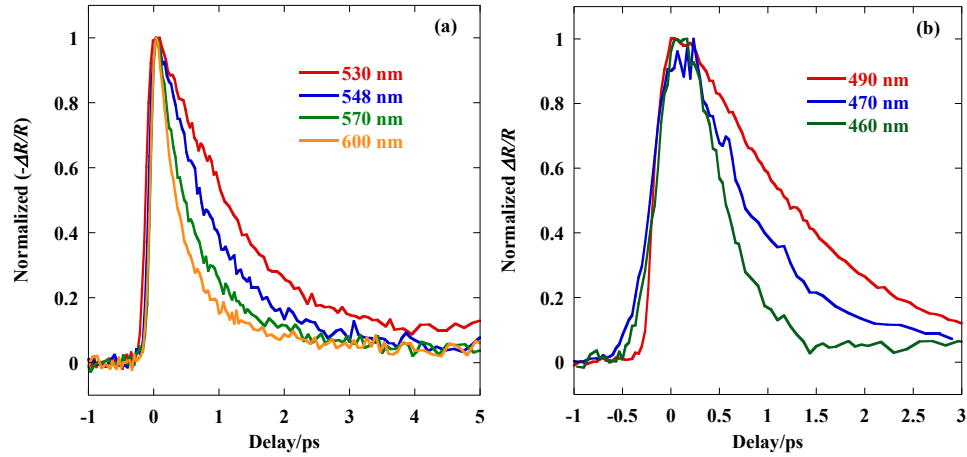 (a)
530 nm
548 nm
570 nm
600 nm
Normalized (-ΔR/R)
1
0.8
0.6
0.4
0.2
0
-1 0 1 2 3 4 5
Delay/ps
(b)
490 nm
470 nm
460 nm
Normalized ΔR/R
1
0.8
0.6
0.4
0.2
0
-1 -0.5 0 0.5 1 1.5 2 2.5 3
Delay/ps